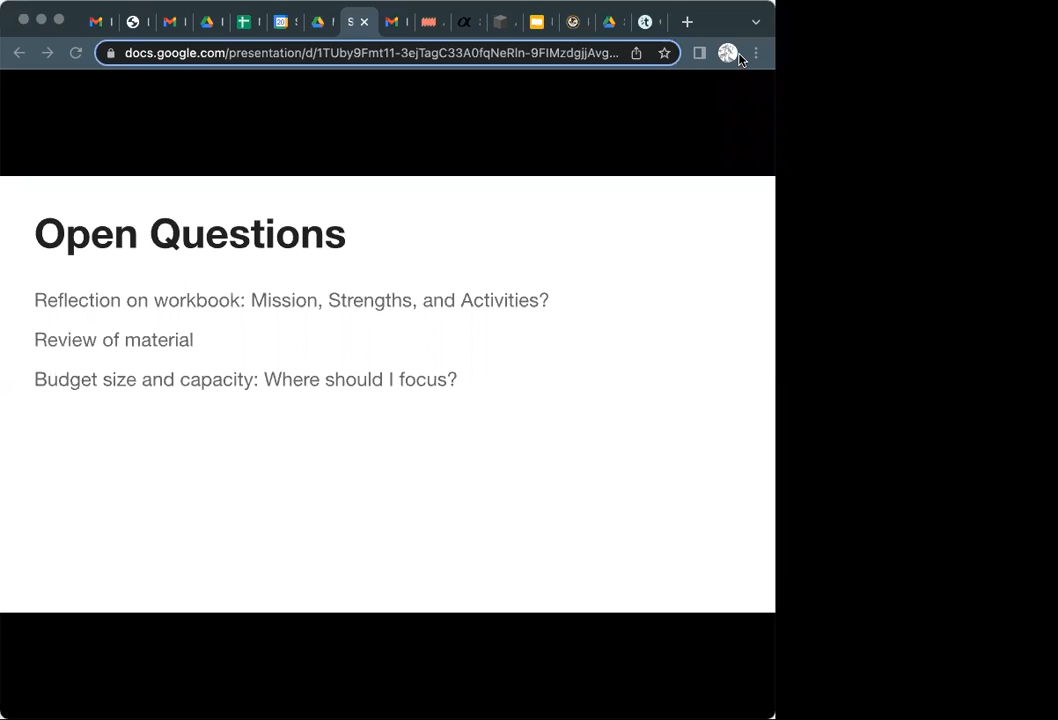 docs.google.com/presentation/d/1TUby9Fmt11-3ejTagC33A0fqNeRln-9FIMzdgjjAvg...
Open Questions
Reflection on workbook: Mission, Strengths, and Activities?
Review of material
Budget size and capacity: Where should I focus?